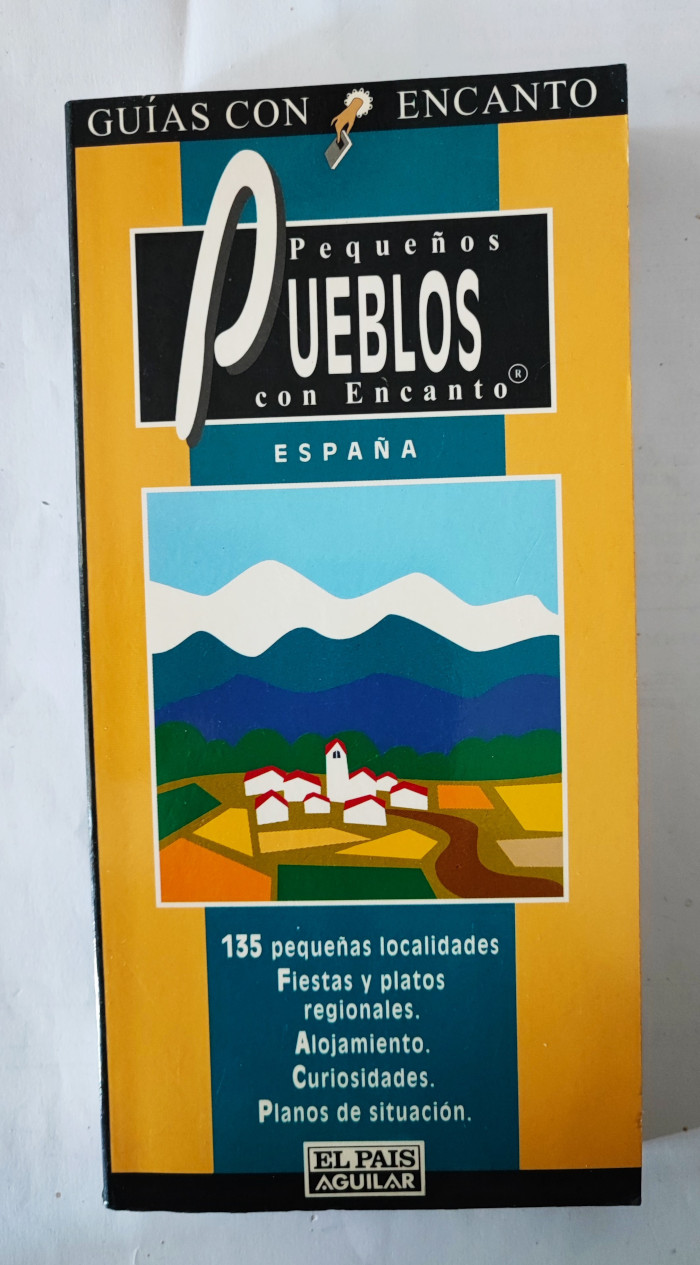 GUÍAS CON ENCANTO
Pequeños
PUEBLOS
con Encanto ®
ESPAÑA
135 pequeñas localidades
Fiestas y platos
regionales.
Alojamiento.
Curiosidades.
Planos de situación.
EL PAIS
AGUILAR